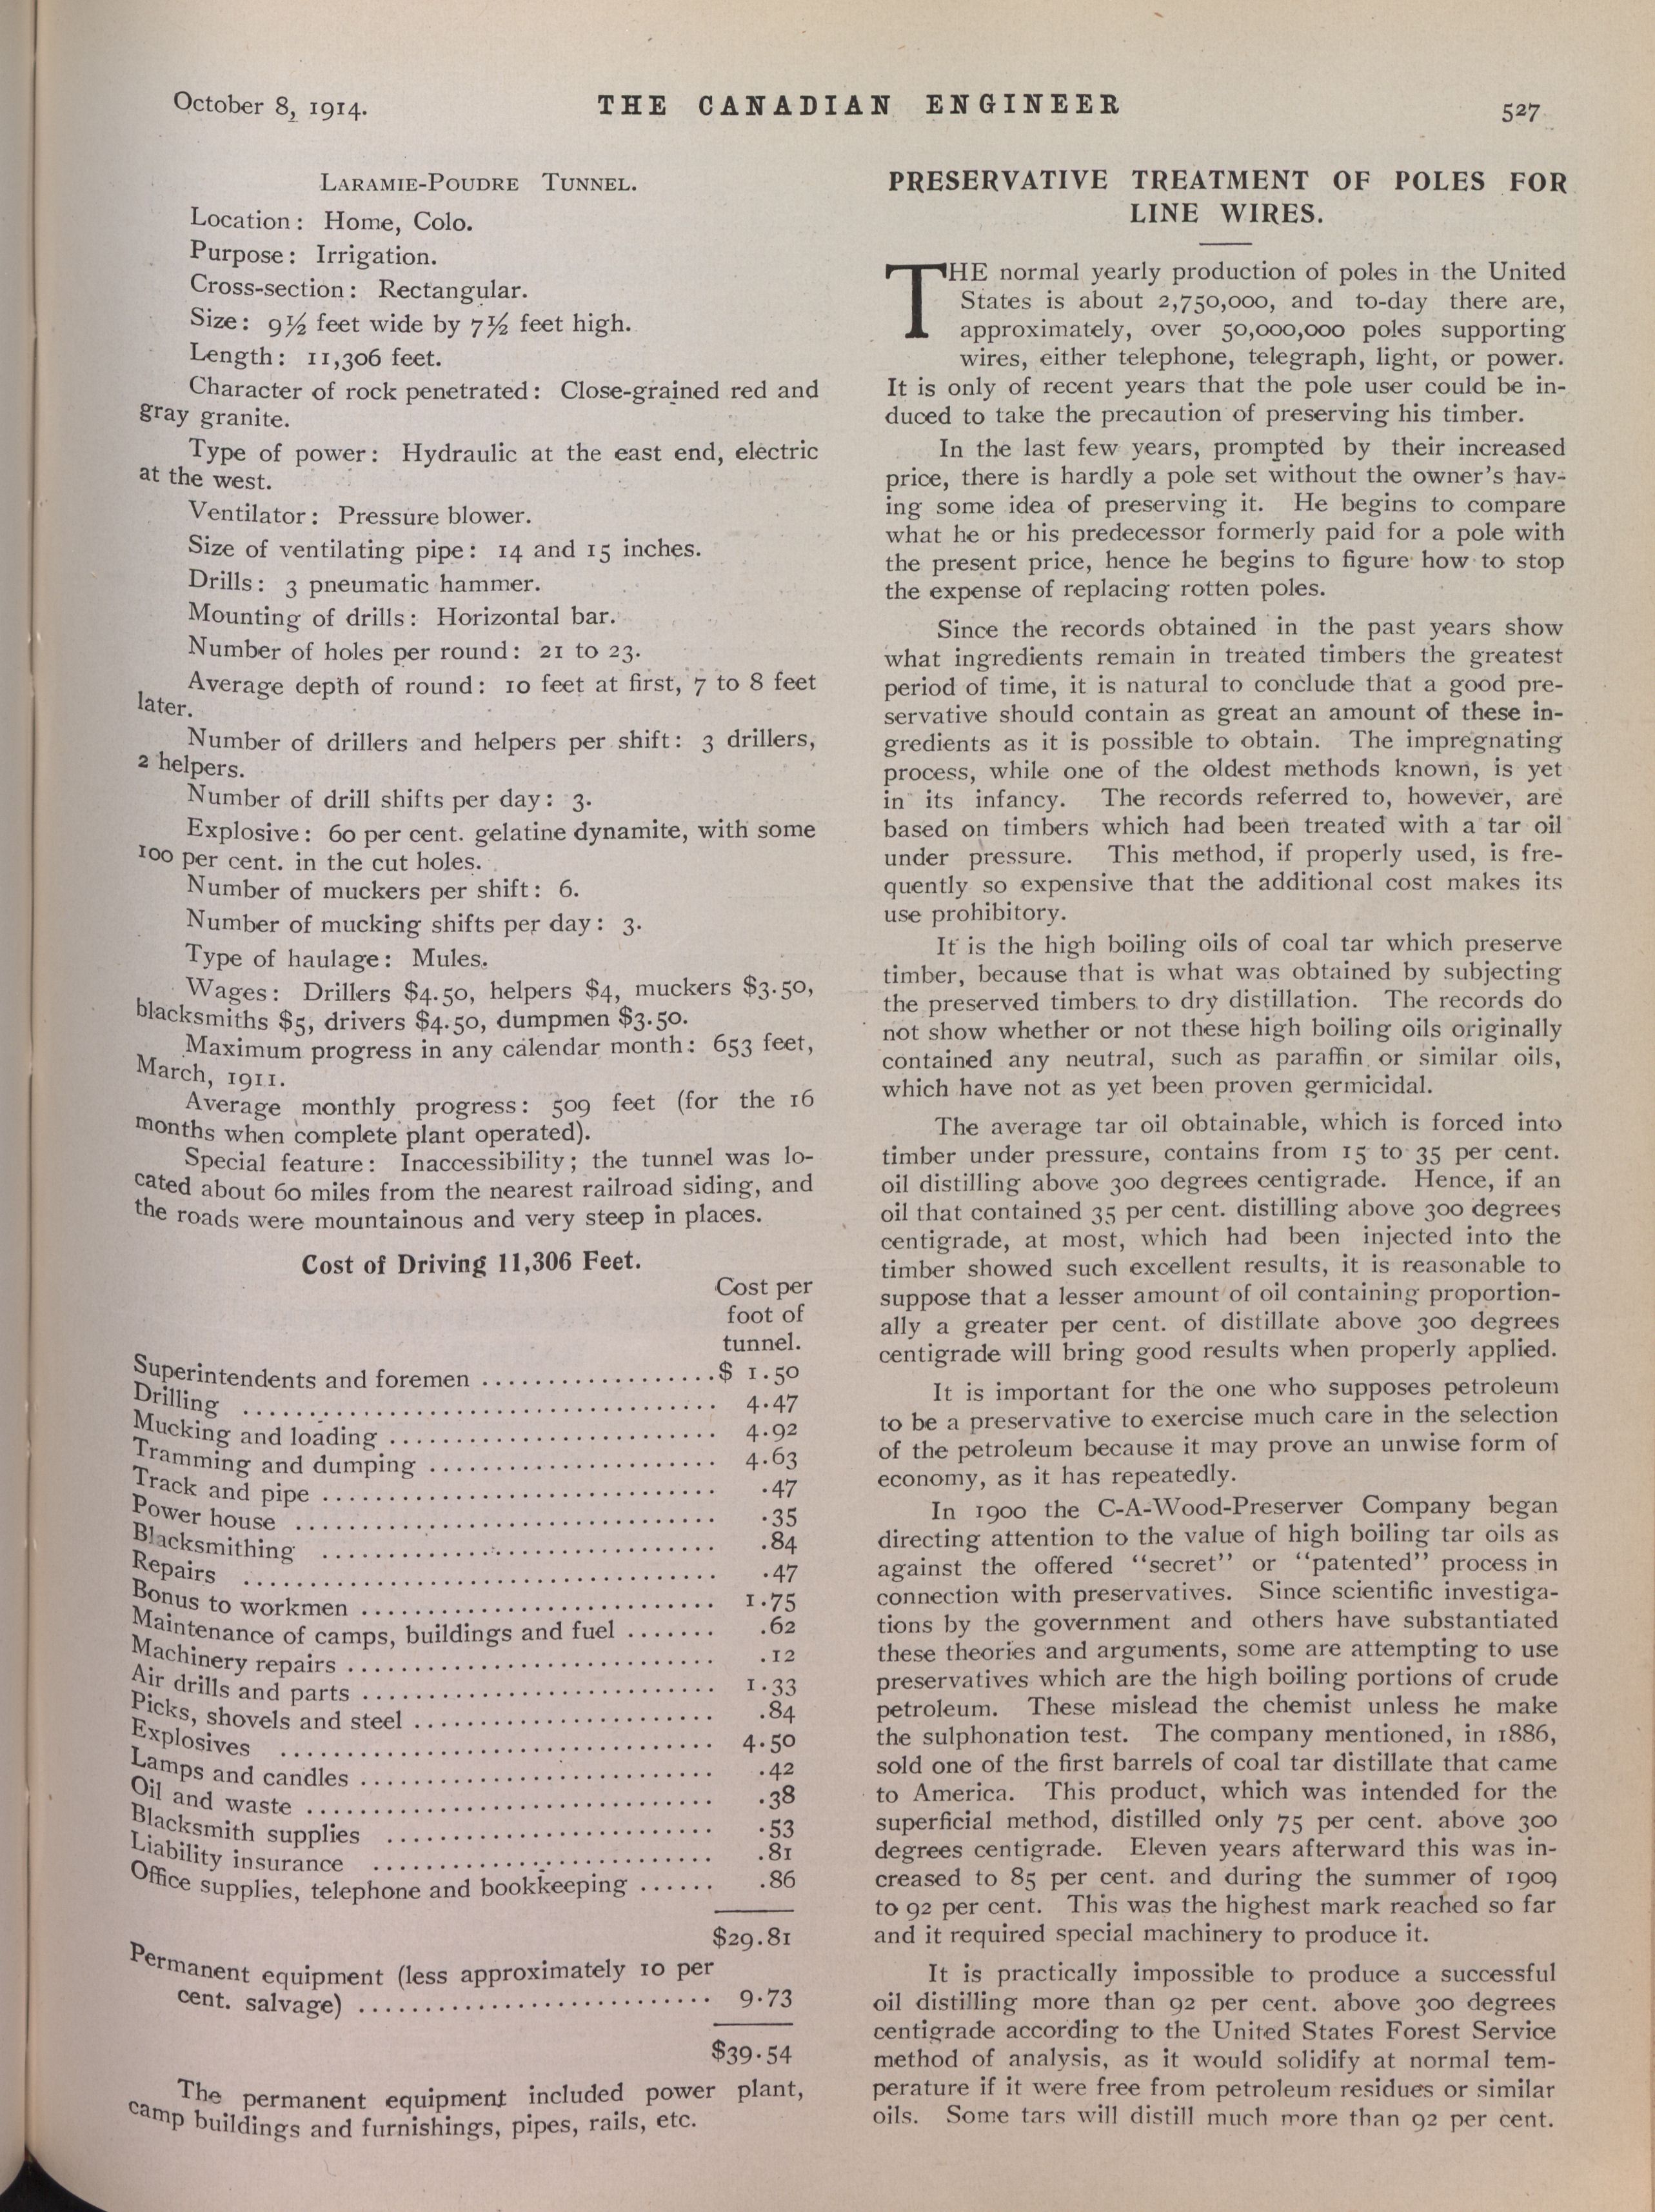 October 8, 1914.
THE CANADIAN ENGINEER
527
LARAMIE-POUDRE TUNNEL.
Location: Home, Colo.
Purpose: Irrigation.
Cross-section: Rectangular.
Size: 9½ feet wide by 7½ feet high.
Length: 11,306 feet.
Character of rock penetrated: Close-grained red and
gray granite.
Type of power: Hydraulic at the east end, electric
at the west.
Ventilator: Pressure blower.
Size of ventilating pipe: 14 and 15 inches.
Drills: 3 pneumatic hammer.
Mounting of drills: Horizontal bar.
Number of holes per round: 21 to 23.
Average depth of round: 10 feet at first, 7 to 8 feet
later.
Number of drillers and helpers per shift: 3 drillers,
2 helpers.
Number of drill shifts per day: 3.
Explosive: 60 per cent. gelatine dynamite, with some
100 per cent. in the cut holes.
Number of muckers per shift: 6.
Number of mucking shifts per day: 3.
Type of haulage: Mules.
Wages: Drillers $4.50, helpers $4, muckers $3.50,
blacksmiths $5, drivers $4.50, dumpmen $3.50.
Maximum progress in any calendar month: 653 feet,
March, 1911.
Average monthly progress: 509 feet (for the 16
months when complete plant operated).
Special feature: Inaccessibility; the tunnel was lo-
cated about 60 miles from the nearest railroad siding, and
the roads were mountainous and very steep in places.
Cost of Driving 11,306 Feet.
Cost per
foot of
tunnel.
Superintendents and foremen .................. $ 1.50
Drilling .................................... 4.47
Mucking and loading ......................... 4.92
Tramming and dumping ...................... 4.63
Track and pipe .............................. .47
Power house ................................ .35
Blacksmithing .............................. .84
Repairs .................................... .47
Bonus to workmen ........................... 1.75
Maintenance of camps, buildings and fuel ....... .62
Machinery repairs ............................ .12
Air drills and parts ........................... 1.33
Picks, shovels and steel ....................... .84
Explosives ................................. 4.50
Lamps and candles ........................... .42
Oil and waste ............................... .38
Blacksmith supplies ......................... .53
Liability insurance .......................... .81
Office supplies, telephone and bookkeeping ...... .86
$29.81
Permanent equipment (less approximately 10 per
cent. salvage) ........................... 9.73
$39.54
The permanent equipment included power plant,
camp buildings and furnishings, pipes, rails, etc.
PRESERVATIVE TREATMENT OF POLES FOR
LINE WIRES.
THE normal yearly production of poles in the United
States is about 2,750,000, and to-day there are,
approximately, over 50,000,000 poles supporting
wires, either telephone, telegraph, light, or power.
It is only of recent years that the pole user could be in-
duced to take the precaution of preserving his timber.
In the last few years, prompted by their increased
price, there is hardly a pole set without the owner's hav-
ing some idea of preserving it. He begins to compare
what he or his predecessor formerly paid for a pole with
the present price, hence he begins to figure how to stop
the expense of replacing rotten poles.
Since the records obtained in the past years show
what ingredients remain in treated timbers the greatest
period of time, it is natural to conclude that a good pre-
servative should contain as great an amount of these in-
gredients as it is possible to obtain. The impregnating
process, while one of the oldest methods known, is yet
in its infancy. The records referred to, however, are
based on timbers which had been treated with a tar oil
under pressure. This method, if properly used, is fre-
quently so expensive that the additional cost makes its
use prohibitory.
It is the high boiling oils of coal tar which preserve
timber, because that is what was obtained by subjecting
the preserved timbers to dry distillation. The records do
not show whether or not these high boiling oils originally
contained any neutral, such as paraffin or similar oils,
which have not as yet been proven germicidal.
The average tar oil obtainable, which is forced into
timber under pressure, contains from 15 to 35 per cent.
oil distilling above 300 degrees centigrade. Hence, if an
oil that contained 35 per cent. distilling above 300 degrees
centigrade, at most, which had been injected into the
timber showed such excellent results, it is reasonable to
suppose that a lesser amount of oil containing proportion-
ally a greater per cent. of distillate above 300 degrees
centigrade will bring good results when properly applied.
It is important for the one who supposes petroleum
to be a preservative to exercise much care in the selection
of the petroleum because it may prove an unwise form of
economy, as it has repeatedly.
In 1900 the C-A-Wood-Preserver Company began
directing attention to the value of high boiling tar oils as
against the offered "secret" or "patented" process in
connection with preservatives. Since scientific investiga-
tions by the government and others have substantiated
these theories and arguments, some are attempting to use
preservatives which are the high boiling portions of crude
petroleum. These mislead the chemist unless he make
the sulphonation test. The company mentioned, in 1886,
sold one of the first barrels of coal tar distillate that came
to America. This product, which was intended for the
superficial method, distilled only 75 per cent. above 300
degrees centigrade. Eleven years afterward this was in-
creased to 85 per cent. and during the summer of 1909
to 92 per cent. This was the highest mark reached so far
and it required special machinery to produce it.
It is practically impossible to produce a successful
oil distilling more than 92 per cent. above 300 degrees
centigrade according to the United States Forest Service
method of analysis, as it would solidify at normal tem-
perature if it were free from petroleum residues or similar
oils. Some tars will distill much more than 92 per cent.